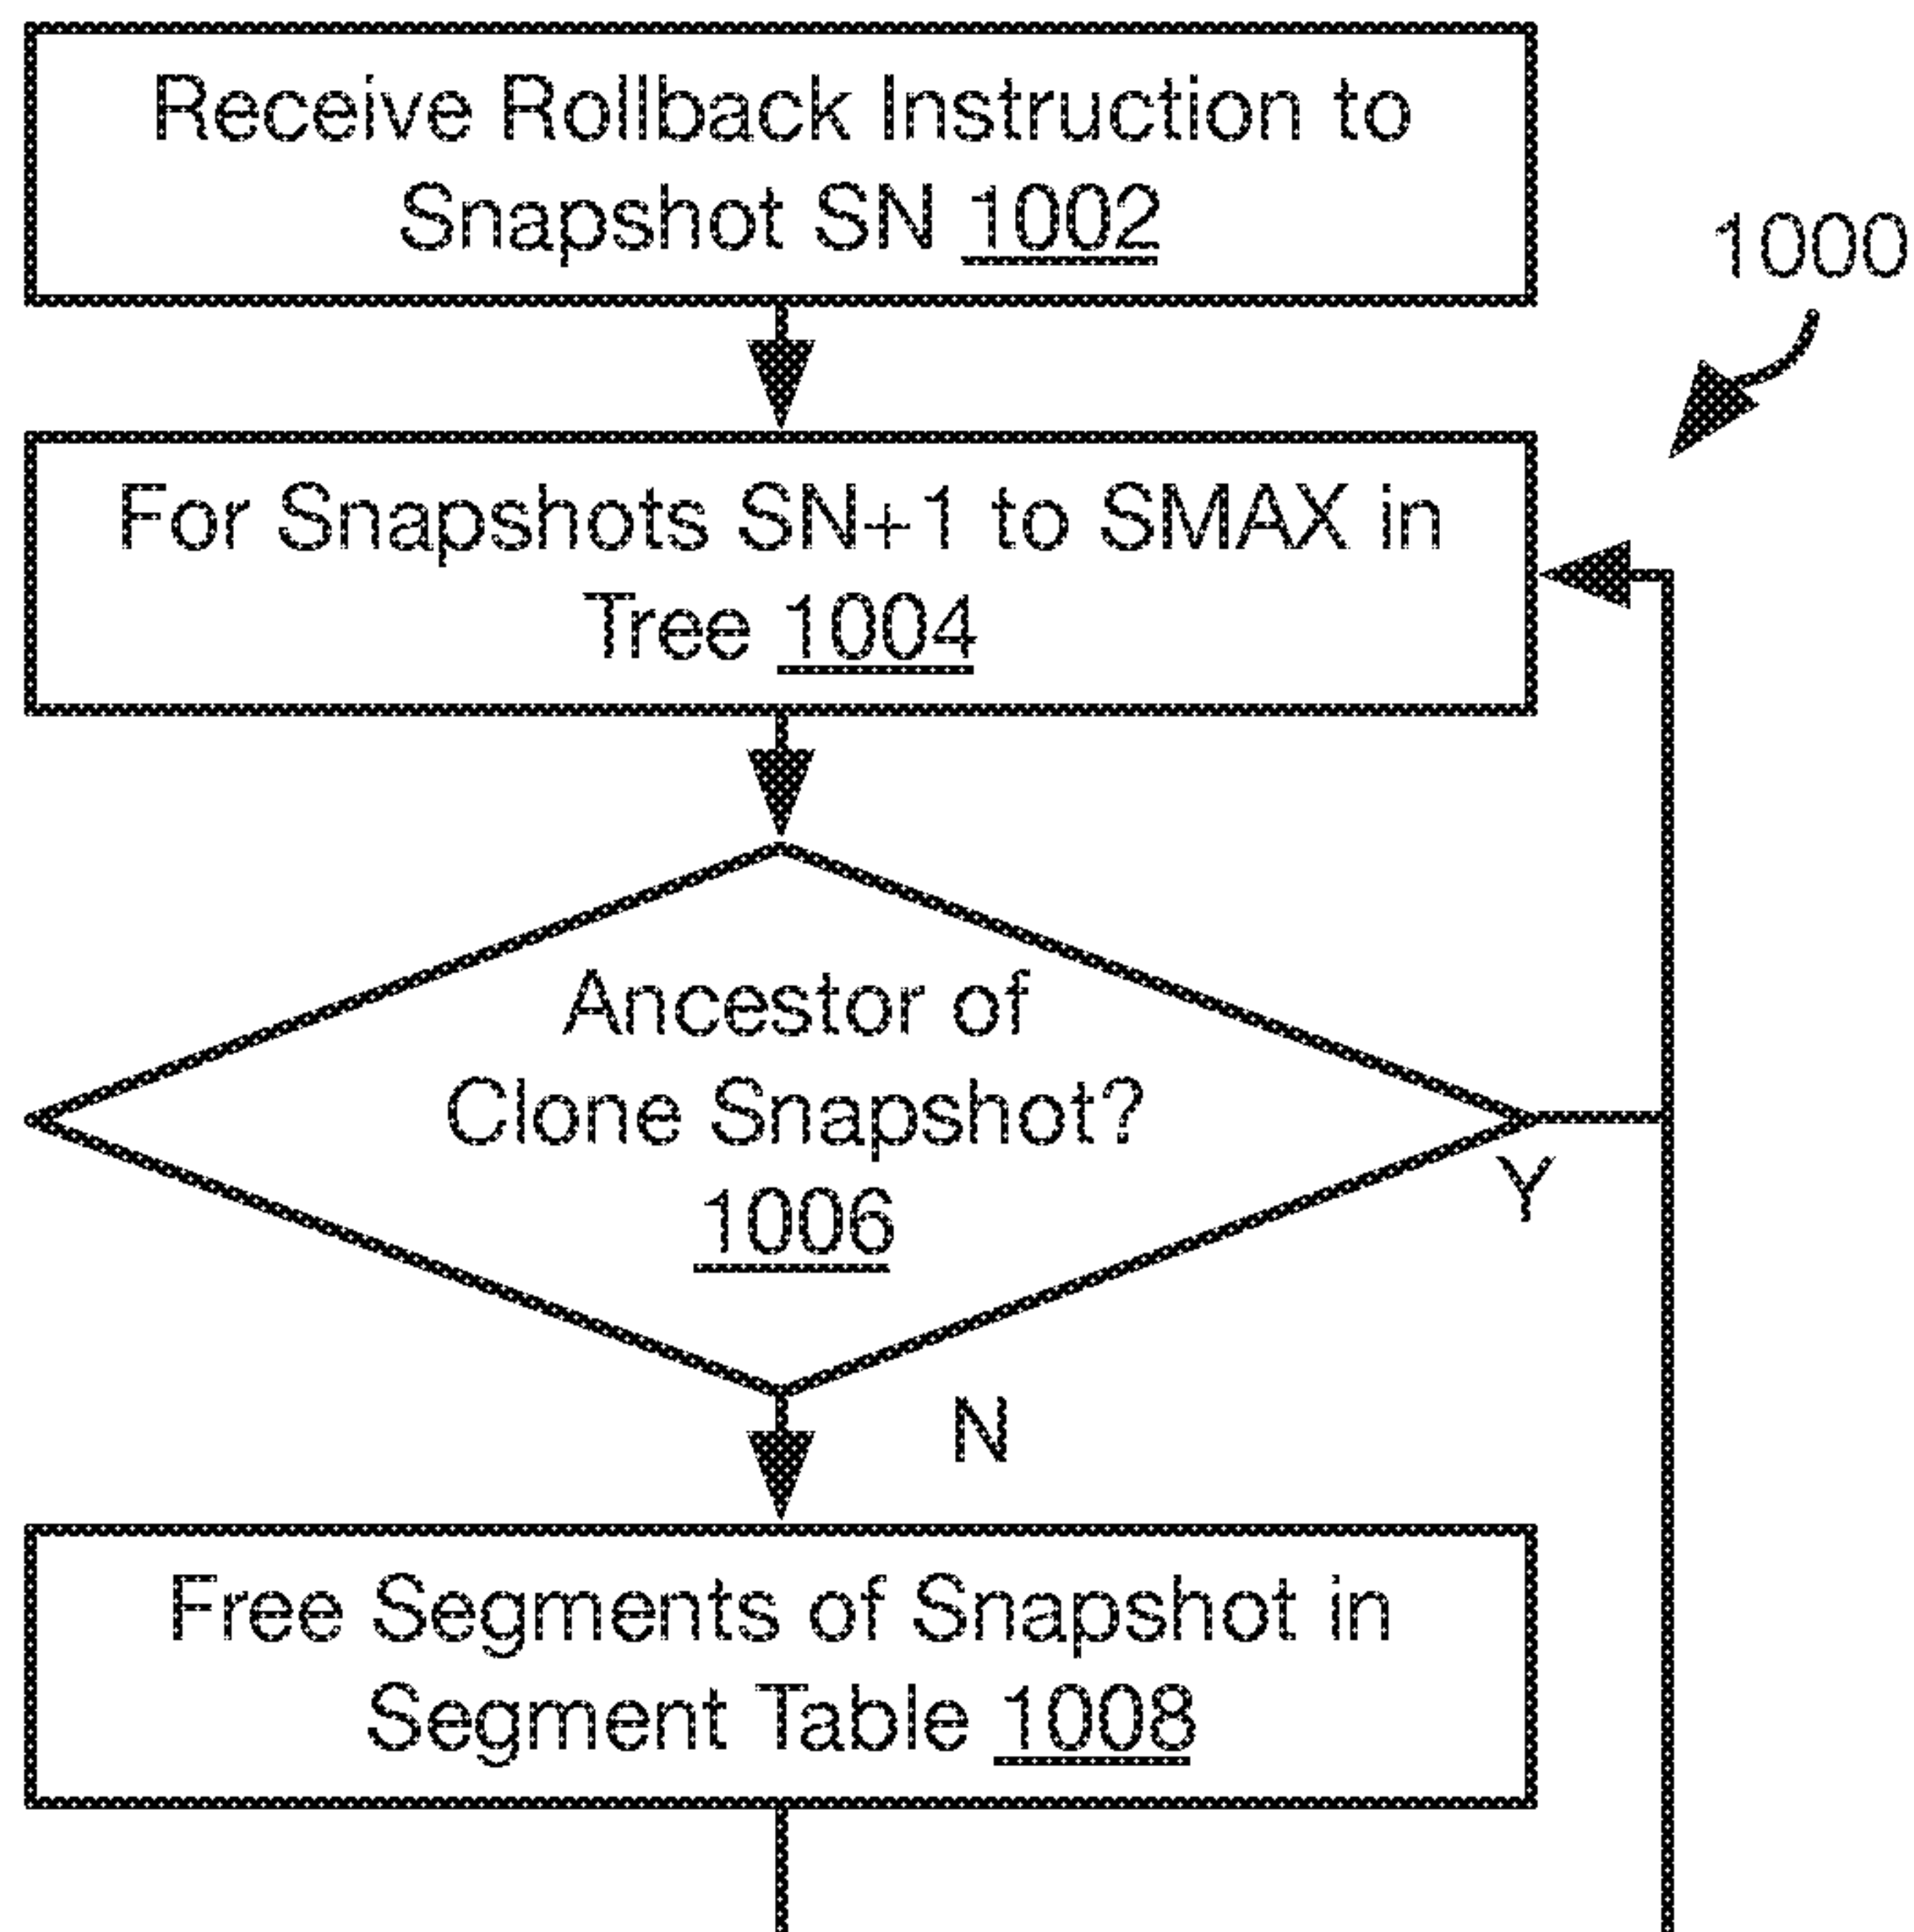 Receive Rollback Instruction to
Snapshot SN 1002
1000
For Snapshots SN+1 to SMAX in
Tree 1004
Ancestor of
Clone Snapshot?
1006
Y
N
Free Segments of Snapshot in
Segment Table 1008